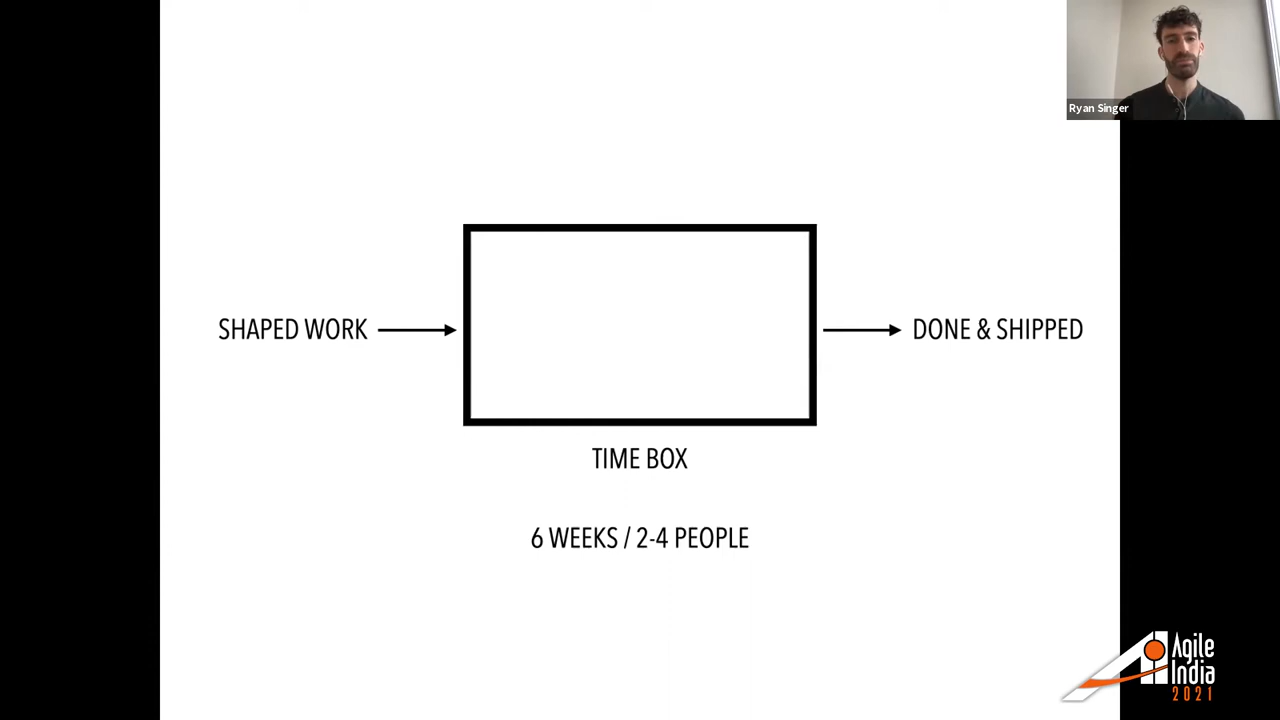 Ryan Singer
SHAPED WORK
DONE & SHIPPED
TIME BOX
6 WEEKS / 2-4 PEOPLE
Agile
India
2021